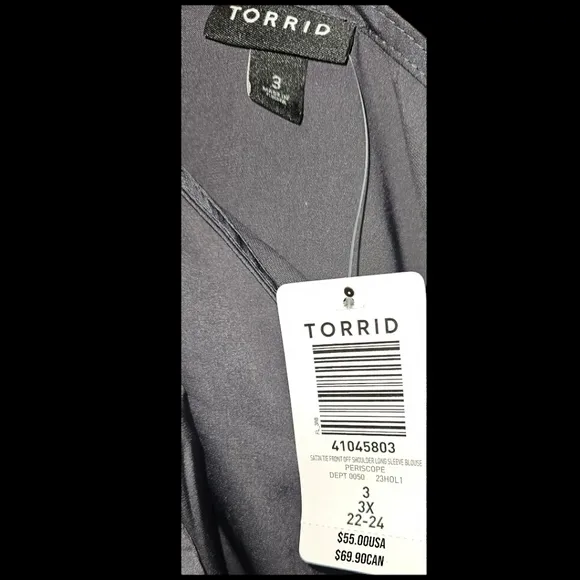 TORRID
3
TORRID
41045803
SATIN TIE FRONT OFF SHOULDER LONG SLEEVE BLOUSE
PERISCOPE
DEPT 0050 23HOL1
3
3X
22-24
$55.00USA
$69.90CAN